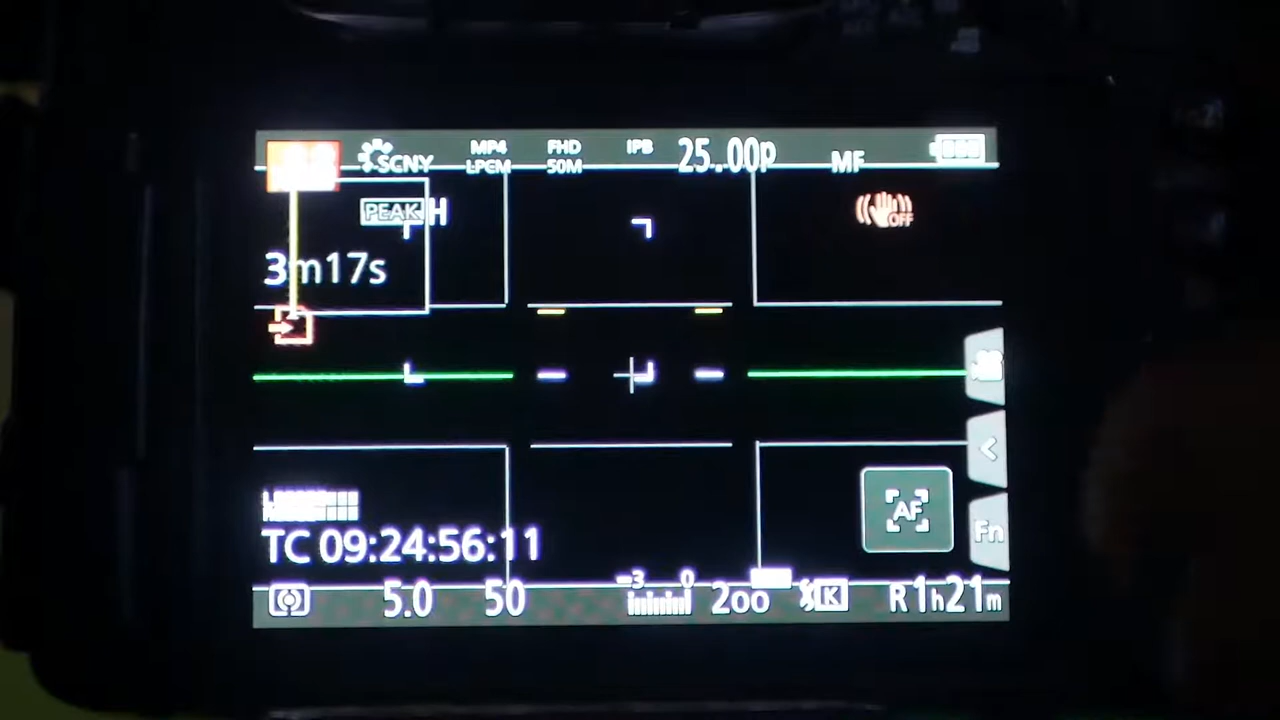 SCNY MP4 FHD IPB 25.00p MF
LPCM 50M
PEAK H OFF
3m17s
<
AF
Fn
TC 09:24:56:11
-3 0
5.0 50 200 K R1h21m